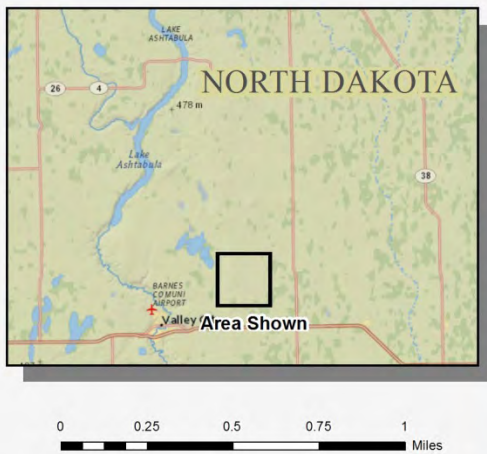 LAKE
ASHTABULA
NORTH DAKOTA
26
4
478 m
Lake
Ashtabula
38
BARNES
COMUNI
AIRPORT
Valley
Area Shown
0 0.25 0.5 0.75 1
Miles